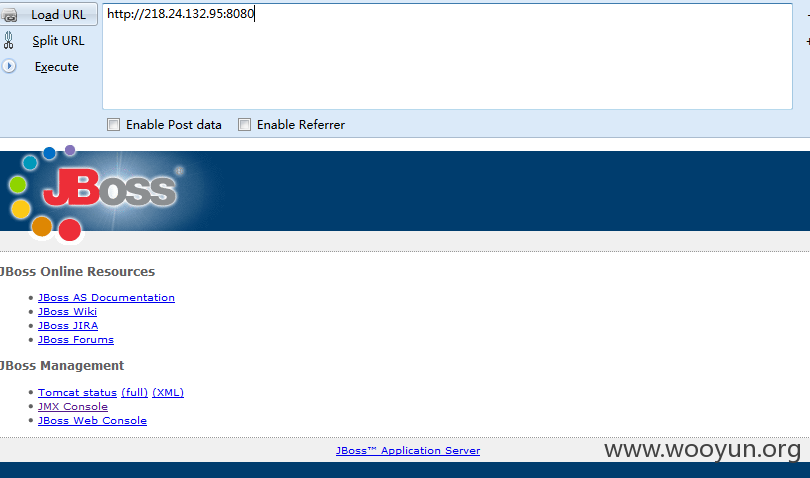 Load URL
http://218.24.132.95:8080
Split URL
Execute
Enable Post data Enable Referrer
JBoss®
JBoss Online Resources
JBoss AS Documentation
JBoss Wiki
JBoss JIRA
JBoss Forums
JBoss Management
Tomcat status (full) (XML)
JMX Console
JBoss Web Console
JBoss™ Application Server
www.wooyun.org